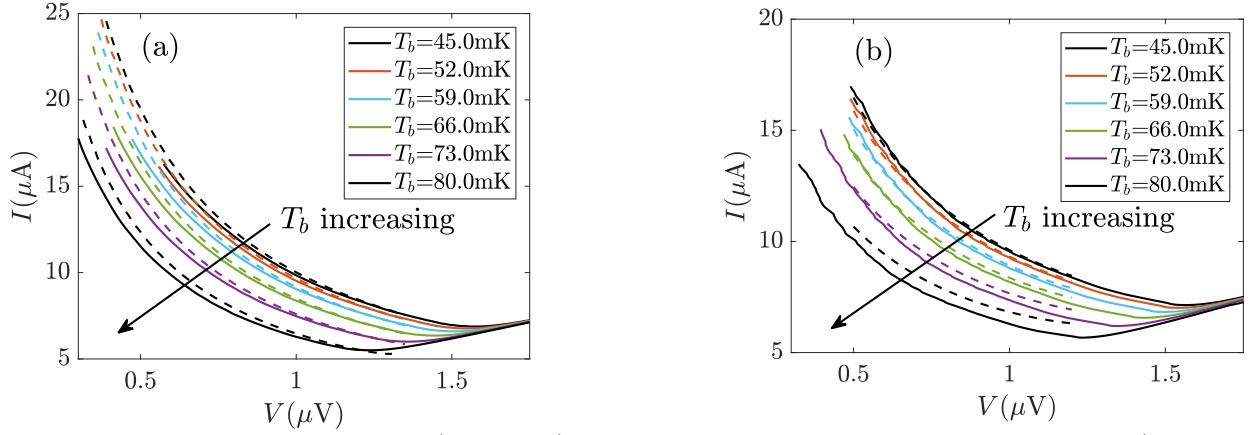 25
20
15
10
5
0.5
1
1.5
I(μA)
V(μV)
(a)
T_b=45.0mK
T_b=52.0mK
T_b=59.0mK
T_b=66.0mK
T_b=73.0mK
T_b=80.0mK
T_b increasing
20
15
10
5
0.5
1
1.5
I(μA)
V(μV)
(b)
T_b=45.0mK
T_b=52.0mK
T_b=59.0mK
T_b=66.0mK
T_b=73.0mK
T_b=80.0mK
T_b increasing